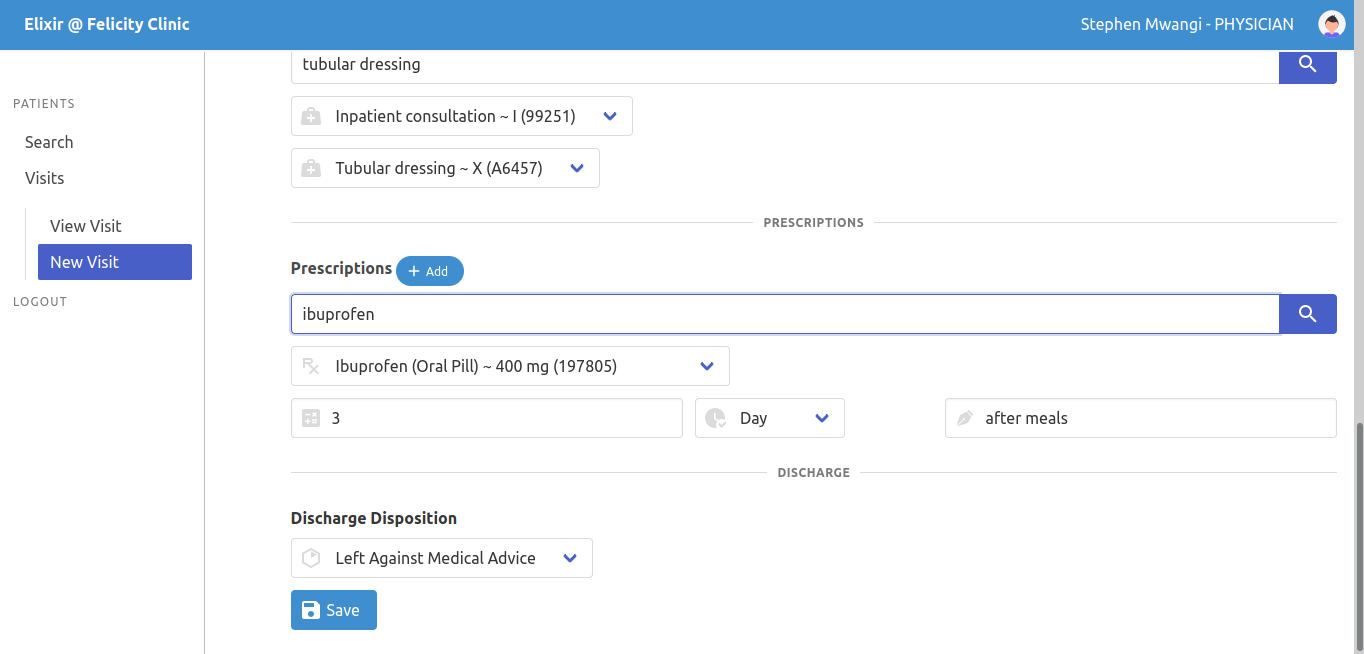 Elixir @ Felicity Clinic
Stephen Mwangi - PHYSICIAN
PATIENTS
Search
Visits
View Visit
New Visit
LOGOUT
tubular dressing
Inpatient consultation ~ I (99251)
Tubular dressing ~ X (A6457)
PRESCRIPTIONS
Prescriptions + Add
ibuprofen
Ibuprofen (Oral Pill) ~ 400 mg (197805)
3 Day after meals
DISCHARGE
Discharge Disposition
Left Against Medical Advice
Save